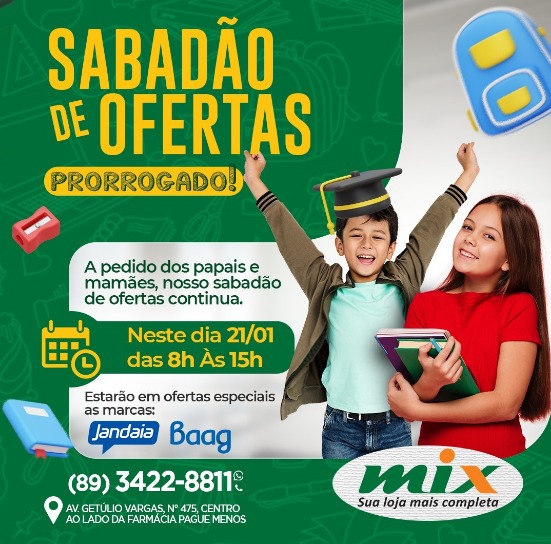 SABADÃO
DE OFERTAS
PRORROGADO!
A pedido dos papais e
mamães, nosso sabadão
de ofertas continua.
Neste dia 21/01
das 8h Às 15h
Estarão em ofertas especiais
as marcas:
Jandaia Baag
(89) 3422-8811
AV. GETÚLIO VARGAS, Nº 475, CENTRO
AO LADO DA FARMÁCIA PAGUE MENOS
mix
Sua loja mais completa